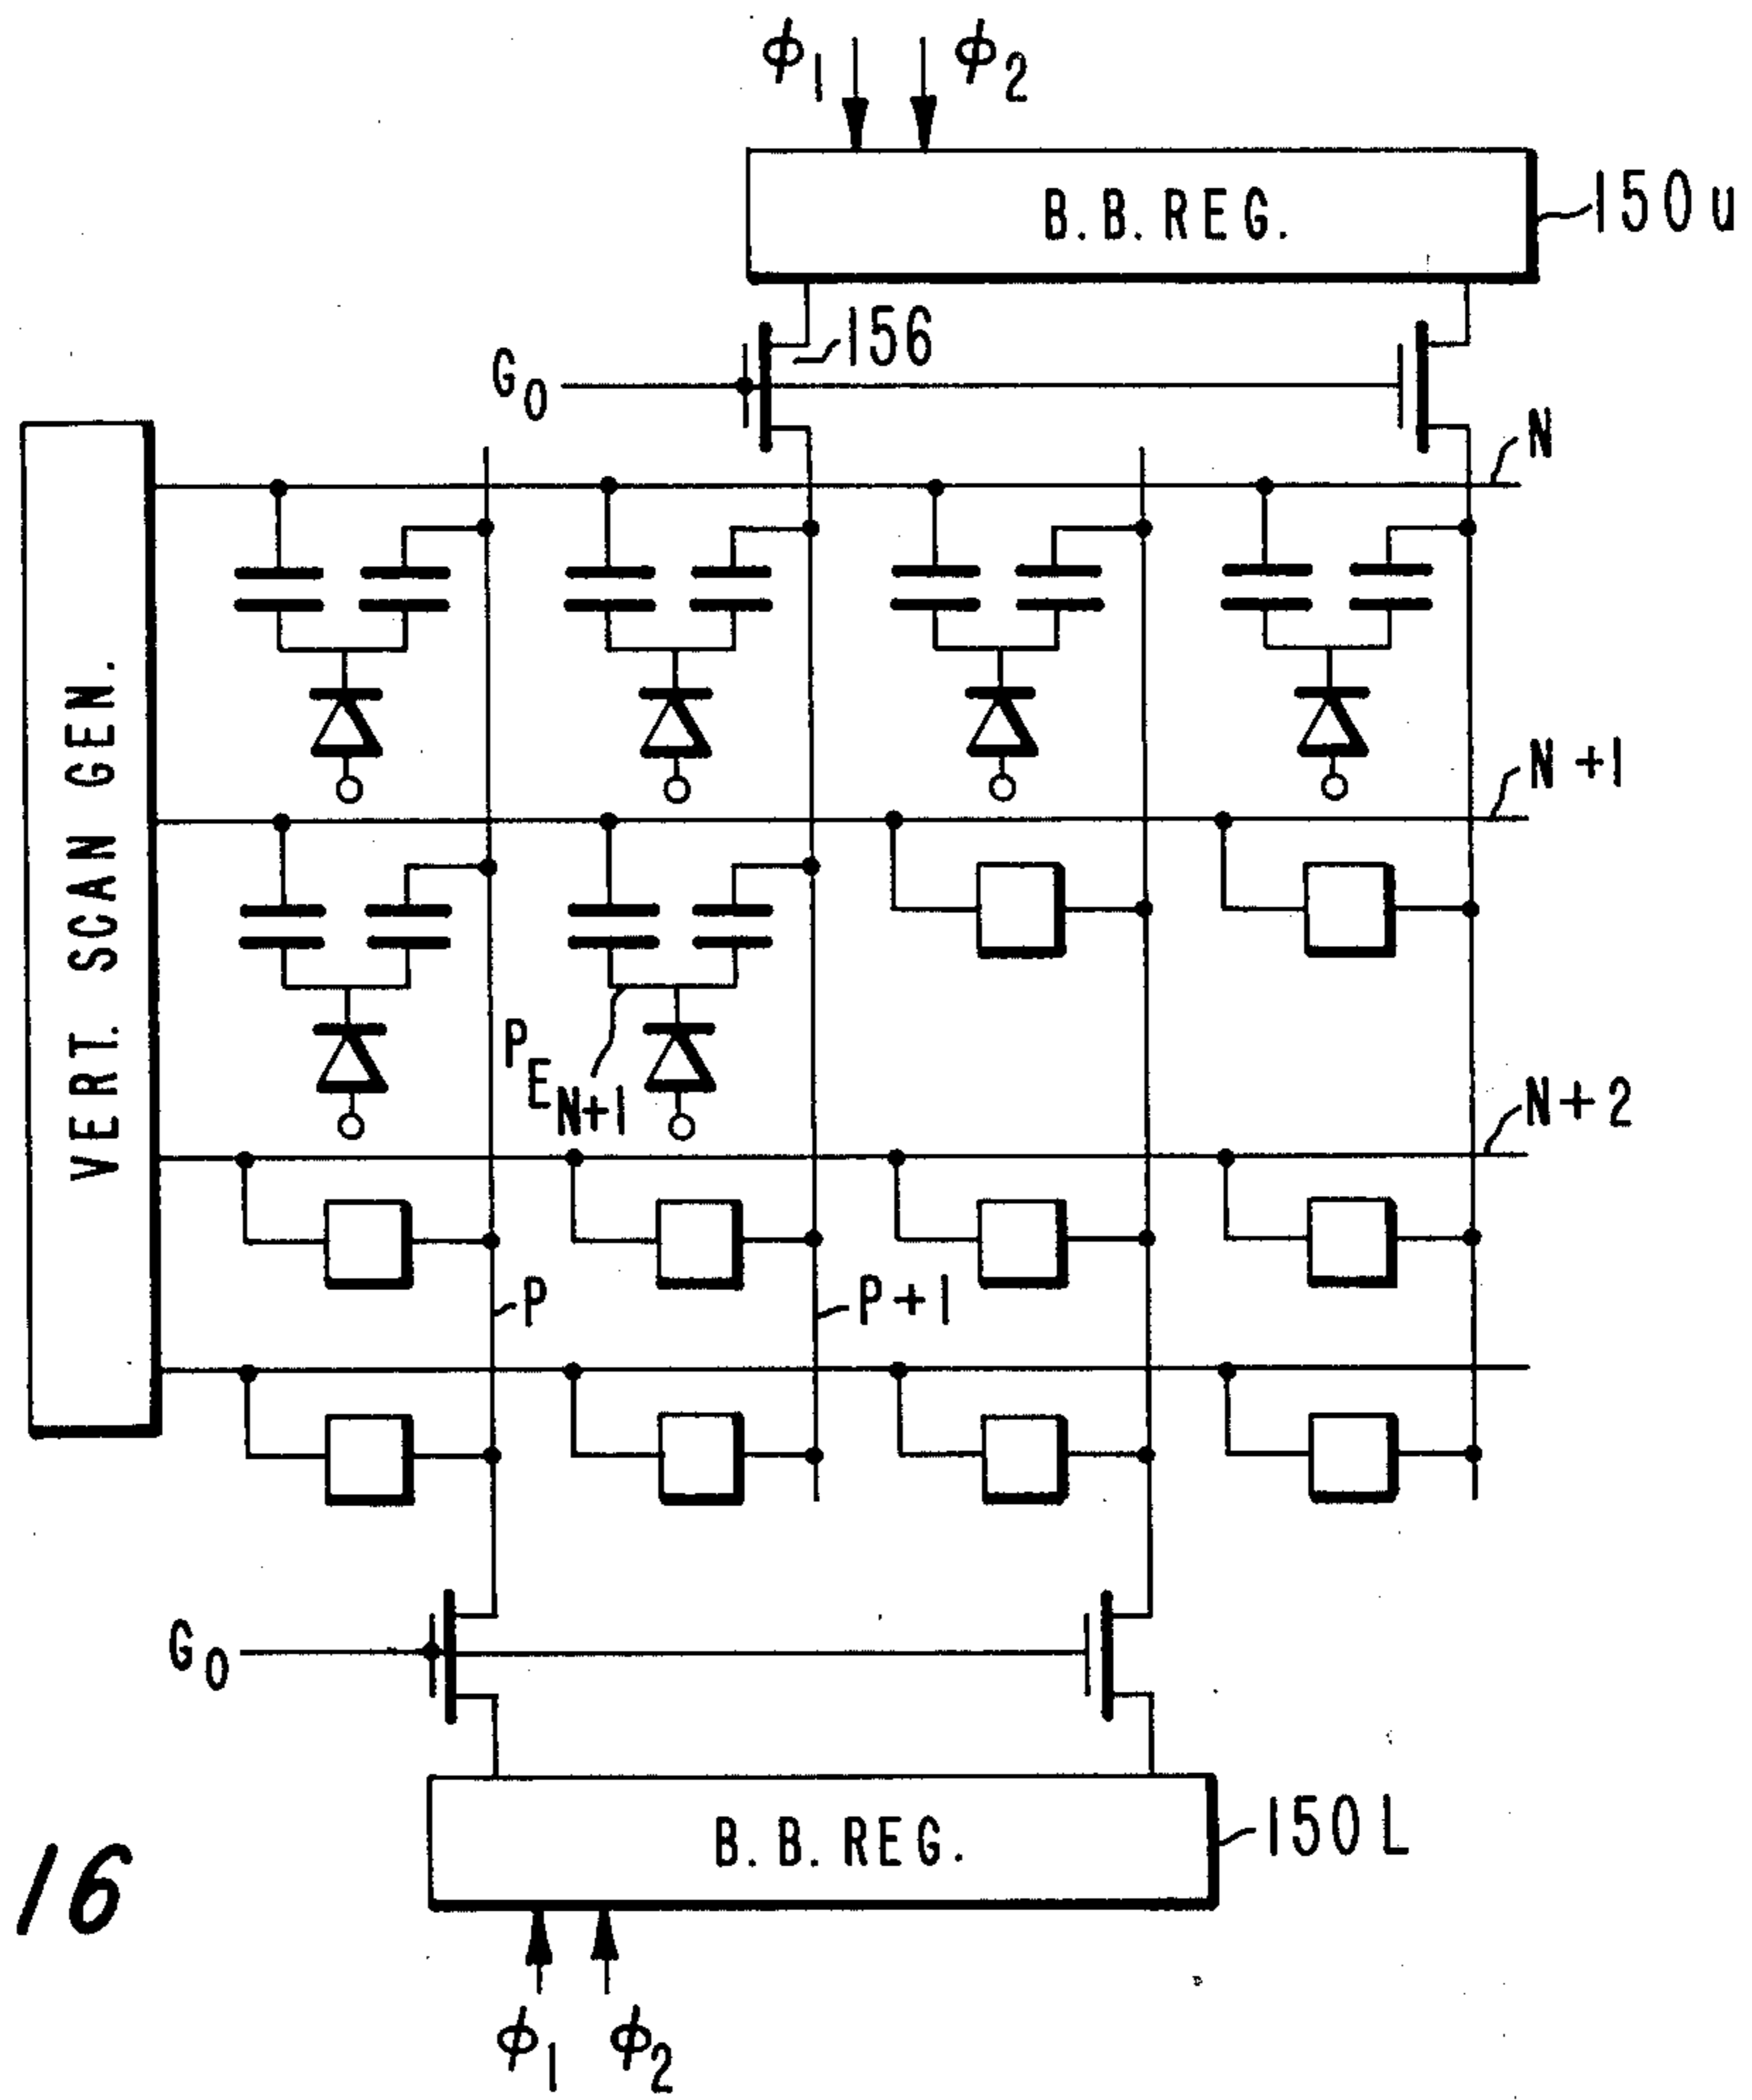 ϕ1 ϕ2
B.B.REG.
150u
156
G0
N
N+1
VERT. SCAN GEN.
PEN+1
N+2
P
P+1
G0
B.B.REG.
150L
16
ϕ1 ϕ2